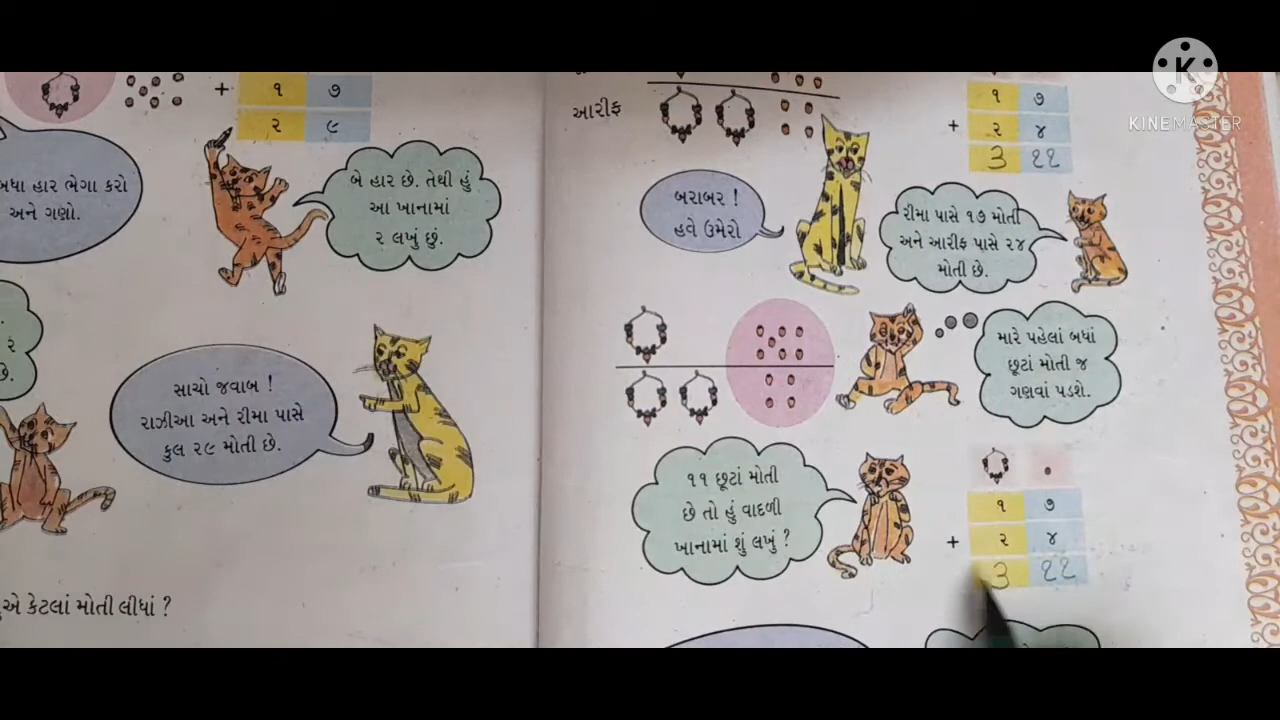 + ૧ ૭
૨ ૯
બધા હાર ભેગા કરો
અને ગણો.
બે હાર છે. તેથી હું
આ ખાનામાં
૨ લખું છું.
છે.
સાચો જવાબ !
રાઝીઆ અને રીમા પાસે
કુલ ૨૯ મોતી છે.
એ કેટલાં મોતી લીધાં ?
આરીફ
૧ ૭
+ ૨ ૪
૩ ૧૧
બરાબર !
હવે ઉમેરો
રીમા પાસે ૧૭ મોતી
અને આરીફ પાસે ૨૪
મોતી છે.
મારે પહેલાં બધાં
છૂટાં મોતી જ
ગણવાં પડશે.
૧૧ છૂટાં મોતી
છે તો હું વાદળી
ખાનામાં શું લખું ?
૧ ૭
+ ૨ ૪
૩ ૧૧
K
KINEMASTER